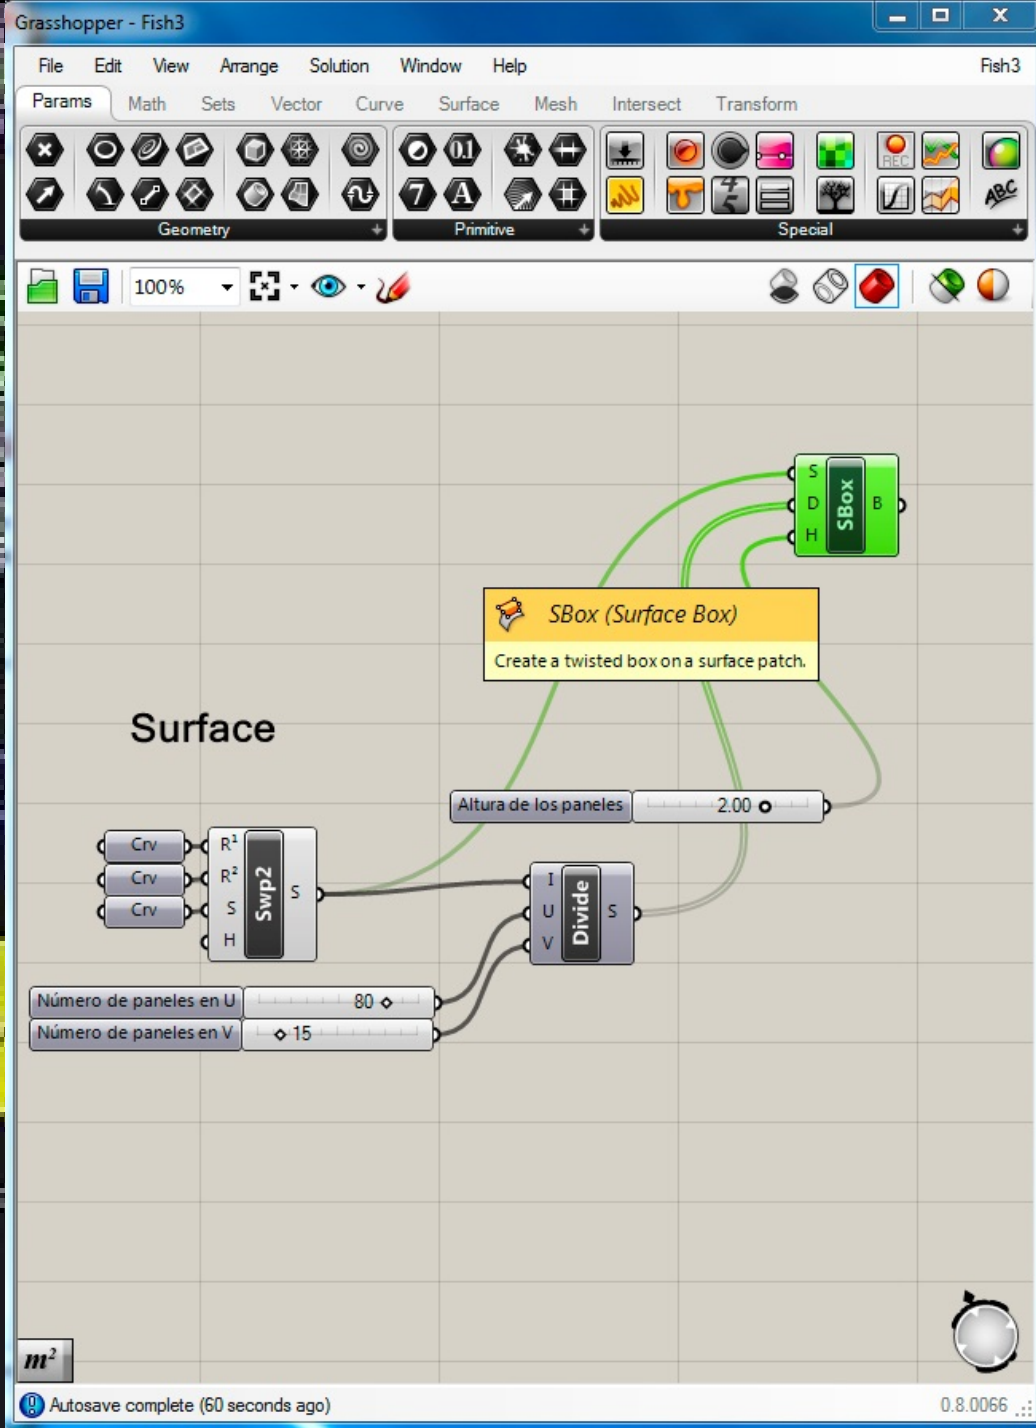 Grasshopper - Fish3
File Edit View Arrange Solution Window Help Fish3
Params Math Sets Vector Curve Surface Mesh Intersect Transform
0.1 REC
7 A 4 5 ABC
Geometry Primitive Special
100%
S
D SBox B
H
SBox (Surface Box)
Create a twisted box on a surface patch.
Surface
Altura de los paneles 2.00
Crv R¹
Crv R² Swp2 S
Crv S
H
I
U Divide S
V
Número de paneles en U 80
Número de paneles en V 15
m²
Autosave complete (60 seconds ago) 0.8.0066